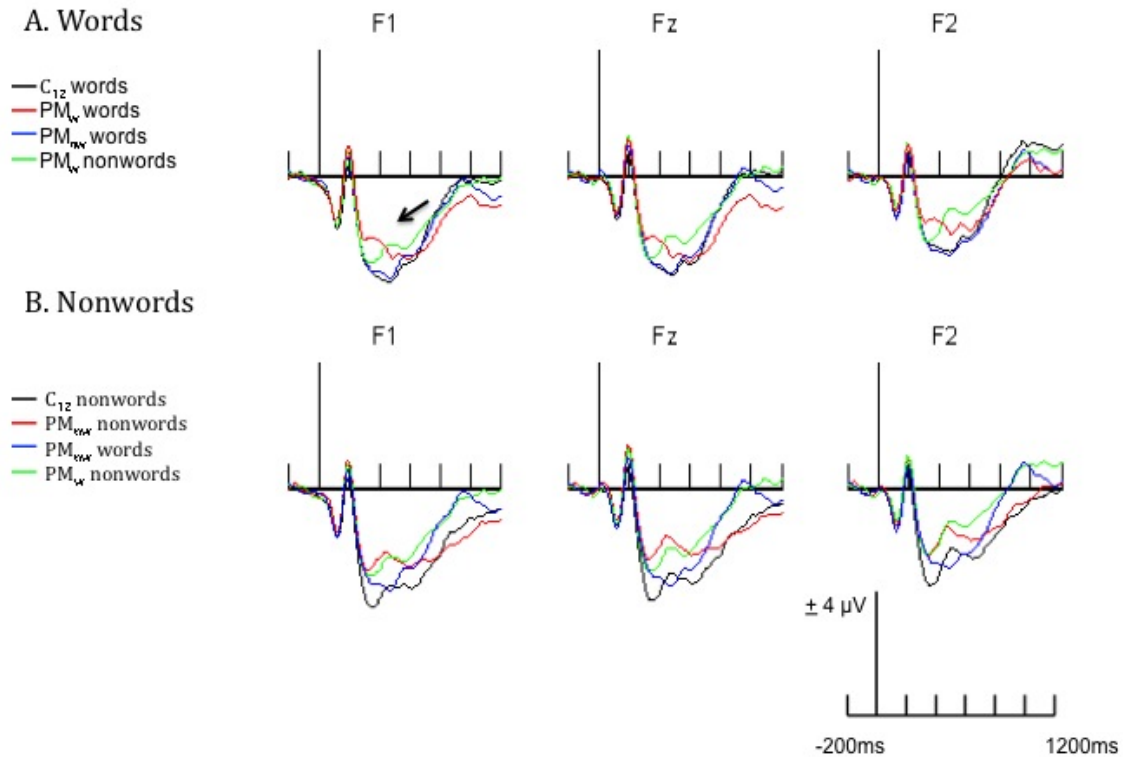 A. Words
F1 Fz F2
C₁₂ words
PMw words
PMnw words
PMw nonwords
B. Nonwords
F1 Fz F2
C₁₂ nonwords
PMnw nonwords
PMnw words
PMw nonwords
± 4 µV
-200ms 1200ms